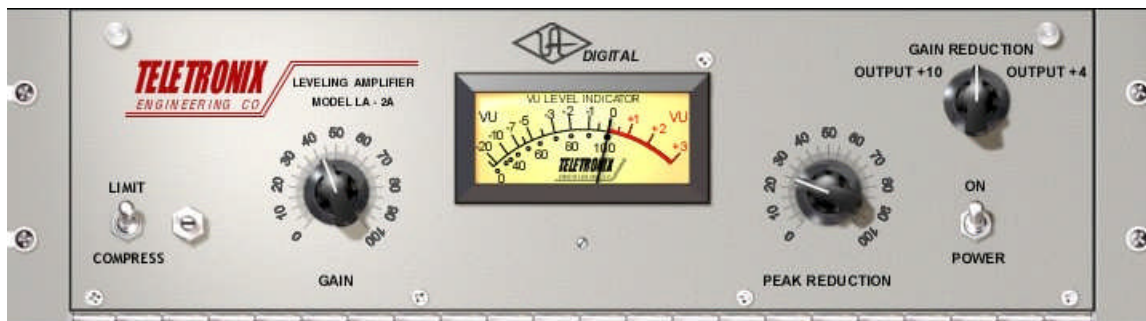 TELETRONIX
ENGINEERING CO
LEVELING AMPLIFIER
MODEL LA - 2A
UA
DIGITAL
VU LEVEL INDICATOR
VU
-20 -10 -7 -5 -3 -2 -1 0 +1 +2 +3
VU
0 40 60 80 100
TELETRONIX
GAIN REDUCTION
OUTPUT +10
OUTPUT +4
LIMIT
COMPRESS
0 10 20 30 40 50 60 70 80 90 100
GAIN
0 10 20 30 40 50 60 70 80 90 100
PEAK REDUCTION
ON
POWER